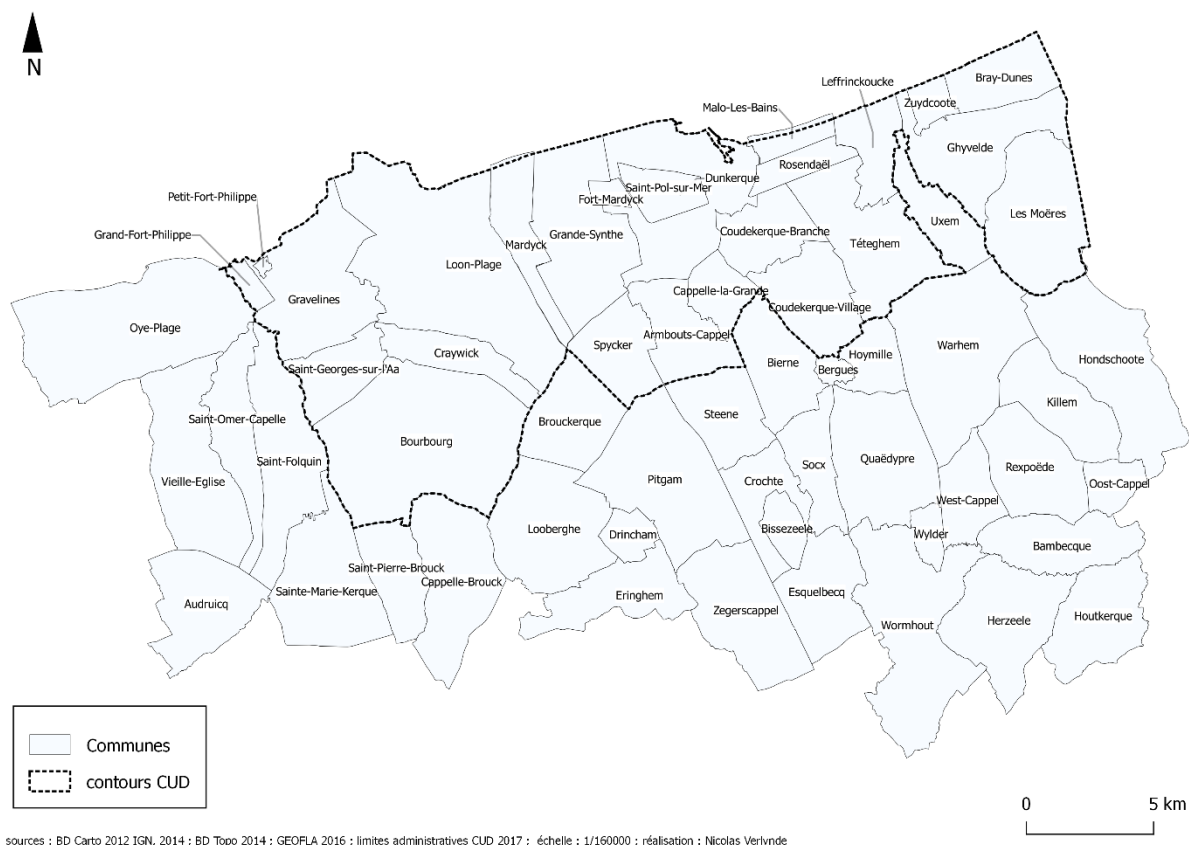 N
Bray-Dunes
Leffrinckoucke
Zuydcoote
Malo-Les-Bains
Ghyvelde
Rosendaël
Dunkerque
Saint-Pol-sur-Mer
Fort-Mardyck
Petit-Fort-Philippe
Les Moëres
Uxem
Coudekerque-Branche
Grande-Synthe
Grand-Fort-Philippe
Téteghem
Mardyck
Loon-Plage
Cappelle-la-Grande
Gravelines
Coudekerque-Village
Oye-Plage
Armbouts-Cappel
Spycker
Warhem
Craywick
Hoymille
Hondschoote
Bierne
Saint-Georges-sur-l'Aa
Bergues
Killem
Steene
Saint-Omer-Capelle
Brouckerque
Bourbourg
Quaëdypre
Saint-Folquin
Socx
Rexpoëde
Pitgam
Vieille-Eglise
Crochte
Oost-Cappel
West-Cappel
Looberghe
Bissezeele
Drincham
Wylder
Bambecque
Saint-Pierre-Brouck
Cappelle-Brouck
Sainte-Marie-Kerque
Esquelbecq
Eringhem
Audruicq
Zegerscappel
Houtkerque
Herzeele
Wormhout
Communes
contours CUD
0 5 km
sources : BD Carto 2012 IGN, 2014 ; BD Topo 2014 ; GEOFLA 2016 ; limites administratives CUD 2017 ; échelle : 1/160000 ; réalisation : Nicolas Verlynde